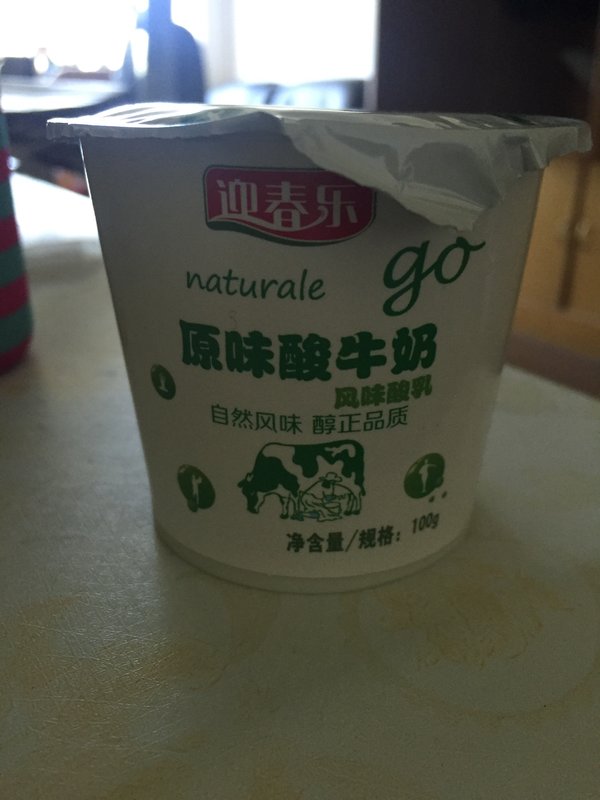 迎春乐
go
naturale
原味酸牛奶
风味酸乳
自然风味 醇正品质
净含量/规格：100g